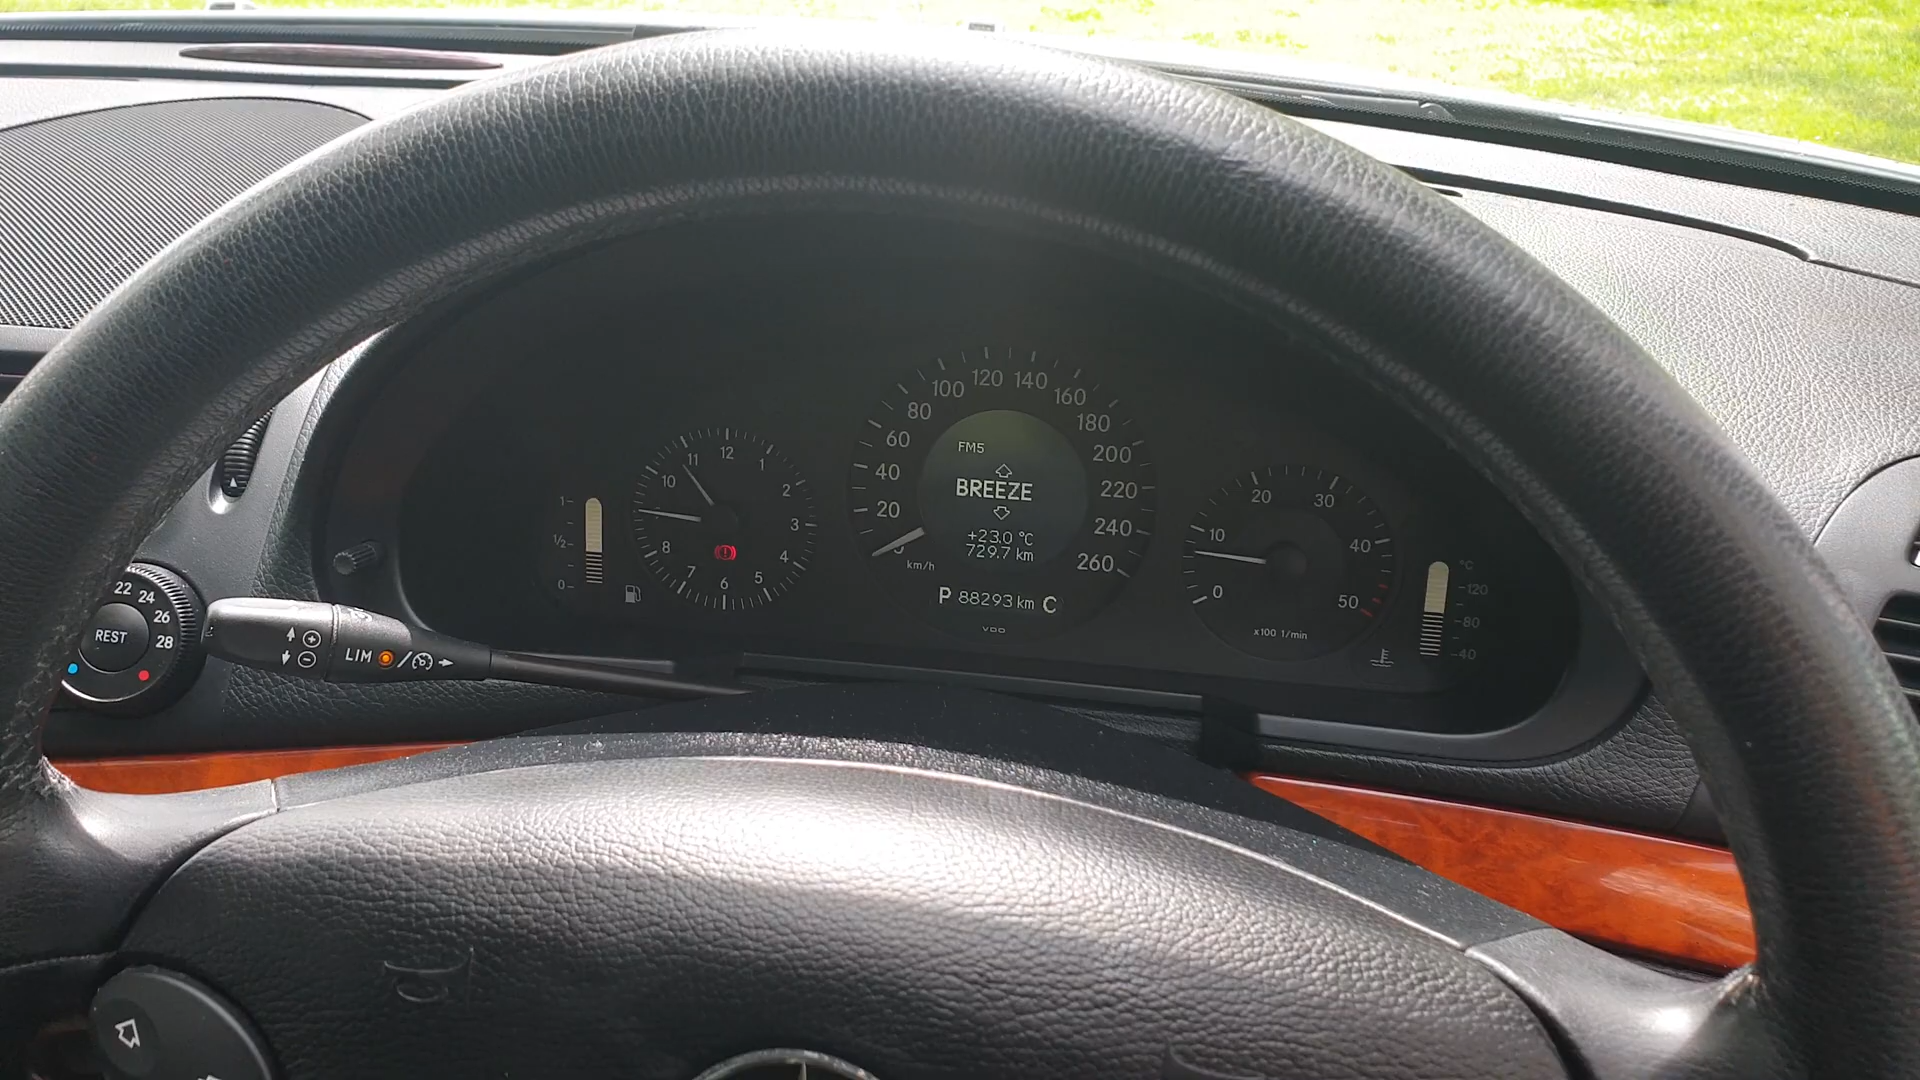 120 140
100 160
80 180
60 200
40 220
20 240
260
km/h
FM5
BREEZE
+23.0 °C
729.7 km
P 88293 km C
VDO
12
11 1
10 2
3
8 4
7 5
6
1
1/2
0
20 30
10 40
0 50
x100 1/min
°C
120
80
40
22 24
26
28
REST
LIM